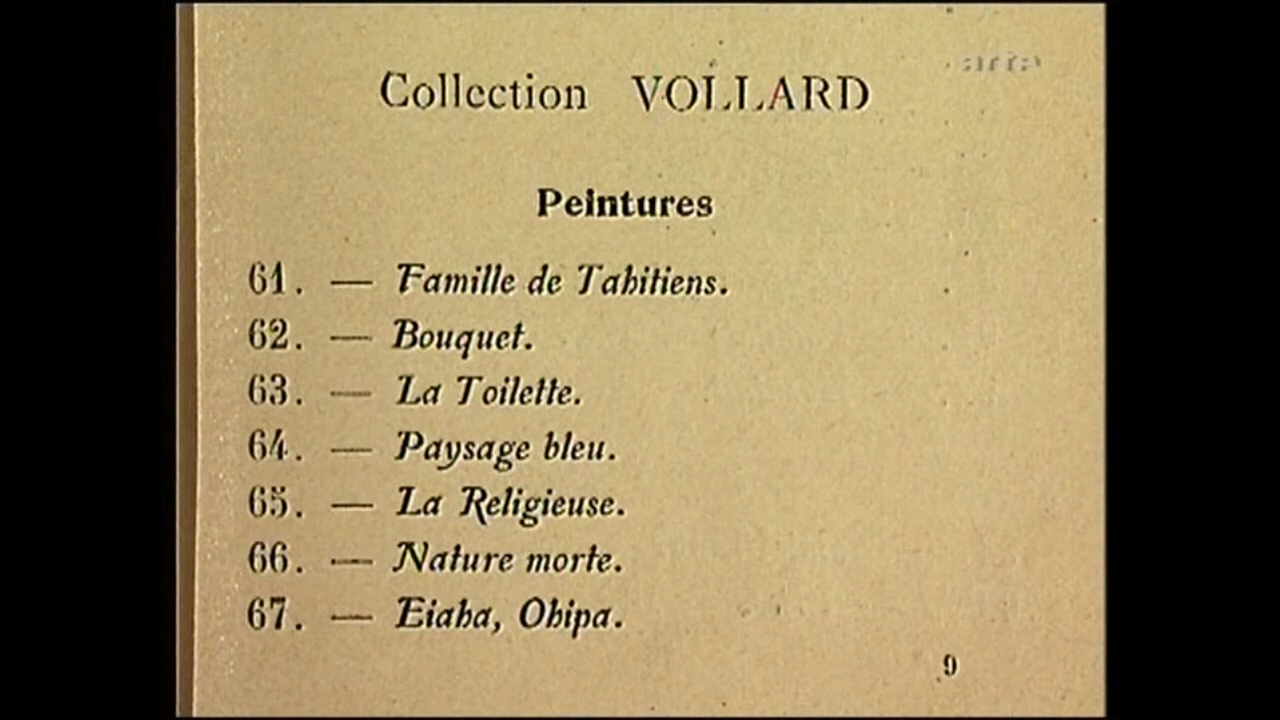 arte
Collection VOLLARD
Peintures
61. — Famille de Tahitiens.
62. — Bouquet.
63. — La Toilette.
64. — Paysage bleu.
65. — La Religieuse.
66. — Nature morte.
67. — Eiaha, Ohipa.
9